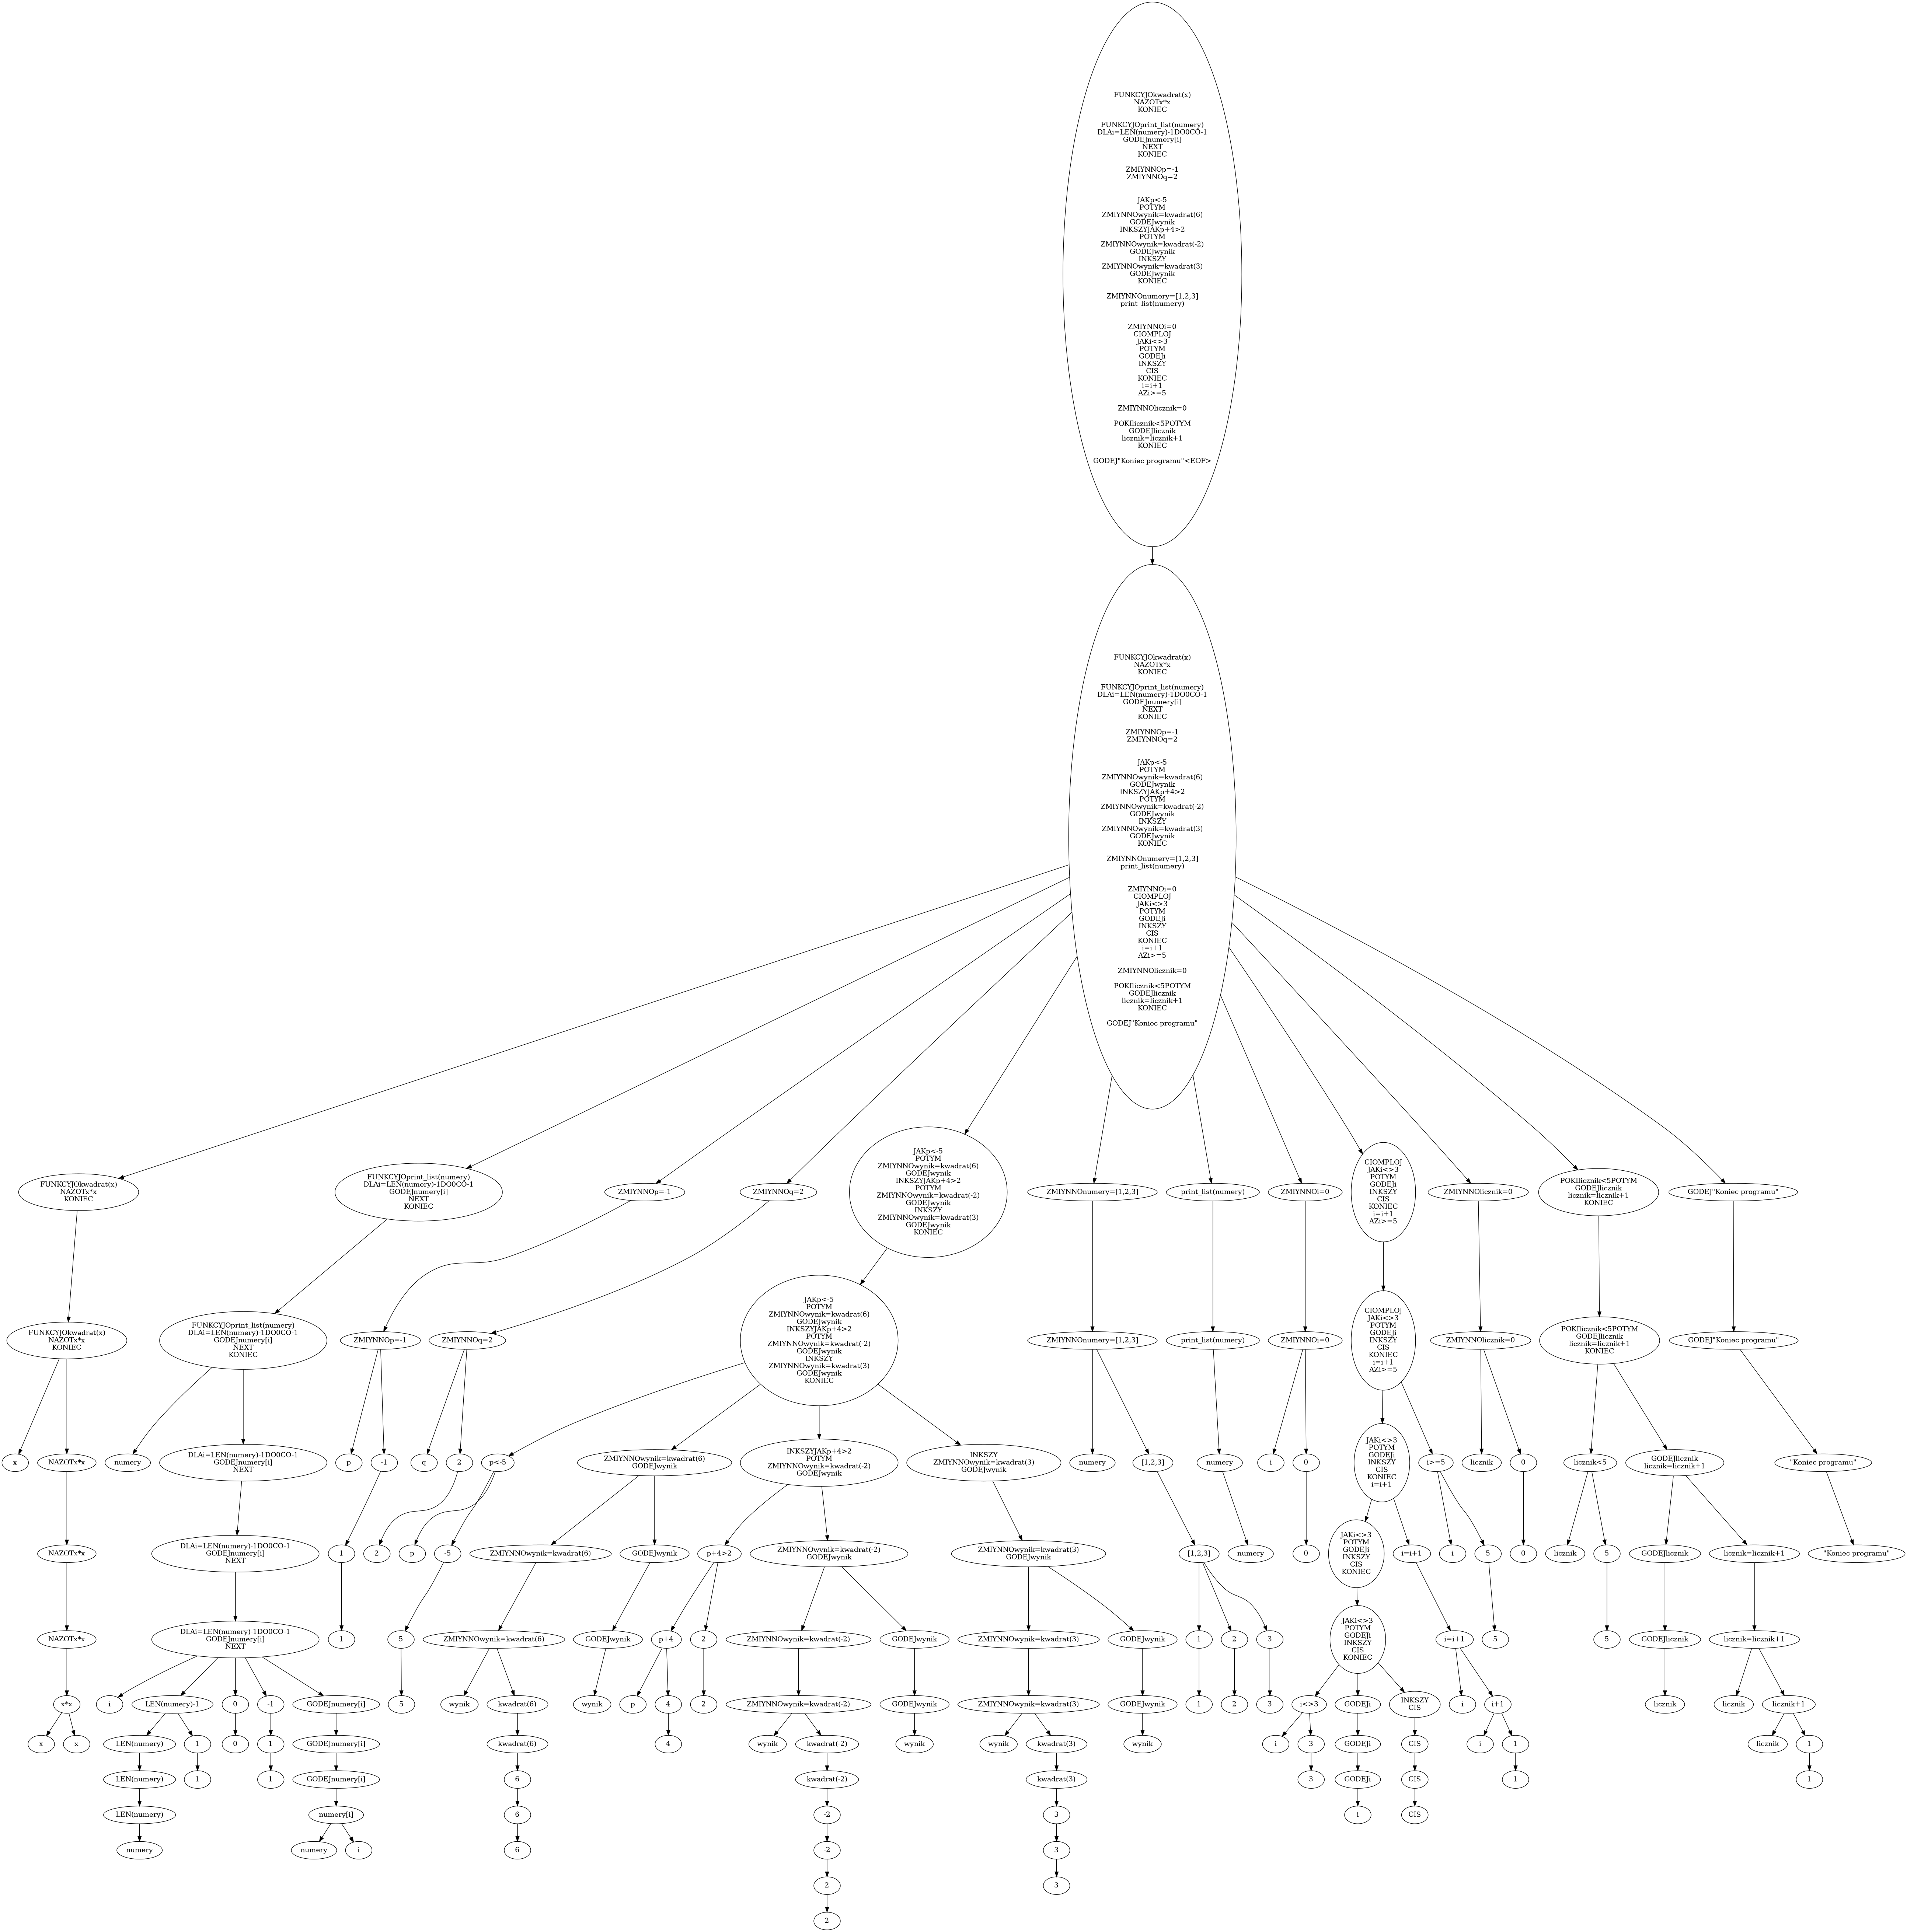 FUNKCYJOkwadrat(x)
NAZOTx*x
KONIEC
FUNKCYJOprint_list(numery)
DLAi=LEN(numery)-1DO0CO-1
GODEJnumery[i]
NEXT
KONIEC
ZMIYNNOp=-1
ZMIYNNOq=2
JAKp<-5
POTYM
ZMIYNNOwynik=kwadrat(6)
GODEJwynik
INKSZYJAKp+4>2
POTYM
ZMIYNNOwynik=kwadrat(-2)
GODEJwynik
INKSZY
ZMIYNNOwynik=kwadrat(3)
GODEJwynik
KONIEC
ZMIYNNOnumery=[1,2,3]
print_list(numery)
ZMIYNNOi=0
CIOMPLOJ
JAKi<>3
POTYM
GODEJi
INKSZY
CIS
KONIEC
i=i+1
AZi>=5
ZMIYNNOlicznik=0
POKIlicznik<5POTYM
GODEJlicznik
licznik=licznik+1
KONIEC
GODEJ"Koniec programu"<EOF>
FUNKCYJOkwadrat(x)
NAZOTx*x
KONIEC
FUNKCYJOprint_list(numery)
DLAi=LEN(numery)-1DO0CO-1
GODEJnumery[i]
NEXT
KONIEC
ZMIYNNOp=-1
ZMIYNNOq=2
JAKp<-5
POTYM
ZMIYNNOwynik=kwadrat(6)
GODEJwynik
INKSZYJAKp+4>2
POTYM
ZMIYNNOwynik=kwadrat(-2)
GODEJwynik
INKSZY
ZMIYNNOwynik=kwadrat(3)
GODEJwynik
KONIEC
ZMIYNNOnumery=[1,2,3]
print_list(numery)
ZMIYNNOi=0
CIOMPLOJ
JAKi<>3
POTYM
GODEJi
INKSZY
CIS
KONIEC
i=i+1
AZi>=5
ZMIYNNOlicznik=0
POKIlicznik<5POTYM
GODEJlicznik
licznik=licznik+1
KONIEC
GODEJ"Koniec programu"
FUNKCYJOkwadrat(x)
NAZOTx*x
KONIEC
FUNKCYJOprint_list(numery)
DLAi=LEN(numery)-1DO0CO-1
GODEJnumery[i]
NEXT
KONIEC
ZMIYNNOp=-1
ZMIYNNOq=2
JAKp<-5
POTYM
ZMIYNNOwynik=kwadrat(6)
GODEJwynik
INKSZYJAKp+4>2
POTYM
ZMIYNNOwynik=kwadrat(-2)
GODEJwynik
INKSZY
ZMIYNNOwynik=kwadrat(3)
GODEJwynik
KONIEC
ZMIYNNOnumery=[1,2,3]
print_list(numery)
ZMIYNNOi=0
CIOMPLOJ
JAKi<>3
POTYM
GODEJi
INKSZY
CIS
KONIEC
i=i+1
AZi>=5
ZMIYNNOlicznik=0
POKIlicznik<5POTYM
GODEJlicznik
licznik=licznik+1
KONIEC
GODEJ"Koniec programu"
FUNKCYJOkwadrat(x)
NAZOTx*x
KONIEC
FUNKCYJOprint_list(numery)
DLAi=LEN(numery)-1DO0CO-1
GODEJnumery[i]
NEXT
KONIEC
ZMIYNNOp=-1
ZMIYNNOq=2
JAKp<-5
POTYM
ZMIYNNOwynik=kwadrat(6)
GODEJwynik
INKSZYJAKp+4>2
POTYM
ZMIYNNOwynik=kwadrat(-2)
GODEJwynik
INKSZY
ZMIYNNOwynik=kwadrat(3)
GODEJwynik
KONIEC
ZMIYNNOnumery=[1,2,3]
print_list(numery)
ZMIYNNOi=0
CIOMPLOJ
JAKi<>3
POTYM
GODEJi
INKSZY
CIS
KONIEC
i=i+1
AZi>=5
ZMIYNNOlicznik=0
POKIlicznik<5POTYM
GODEJlicznik
licznik=licznik+1
KONIEC
GODEJ"Koniec programu"
x
NAZOTx*x
numery
DLAi=LEN(numery)-1DO0CO-1
GODEJnumery[i]
NEXT
p
-1
q
2
p<-5
ZMIYNNOwynik=kwadrat(6)
GODEJwynik
INKSZYJAKp+4>2
POTYM
ZMIYNNOwynik=kwadrat(-2)
GODEJwynik
INKSZY
ZMIYNNOwynik=kwadrat(3)
GODEJwynik
numery
[1,2,3]
numery
i
0
JAKi<>3
POTYM
GODEJi
INKSZY
CIS
KONIEC
i=i+1
i>=5
licznik
0
licznik<5
GODEJlicznik
licznik=licznik+1
"Koniec programu"
NAZOTx*x
DLAi=LEN(numery)-1DO0CO-1
GODEJnumery[i]
NEXT
1
2
p
-5
ZMIYNNOwynik=kwadrat(6)
GODEJwynik
p+4>2
ZMIYNNOwynik=kwadrat(-2)
GODEJwynik
ZMIYNNOwynik=kwadrat(3)
GODEJwynik
[1,2,3]
numery
0
JAKi<>3
POTYM
GODEJi
INKSZY
CIS
KONIEC
i=i+1
i
5
0
licznik
5
GODEJlicznik
licznik=licznik+1
"Koniec programu"
NAZOTx*x
DLAi=LEN(numery)-1DO0CO-1
GODEJnumery[i]
NEXT
1
5
ZMIYNNOwynik=kwadrat(6)
GODEJwynik
p+4
2
ZMIYNNOwynik=kwadrat(-2)
GODEJwynik
ZMIYNNOwynik=kwadrat(3)
GODEJwynik
1
2
3
JAKi<>3
POTYM
GODEJi
INKSZY
CIS
KONIEC
i=i+1
5
5
GODEJlicznik
licznik=licznik+1
x*x
i
LEN(numery)-1
0
-1
GODEJnumery[i]
5
wynik
kwadrat(6)
wynik
p
4
2
ZMIYNNOwynik=kwadrat(-2)
GODEJwynik
ZMIYNNOwynik=kwadrat(3)
GODEJwynik
1
2
3
i<>3
GODEJi
INKSZY
CIS
i
i+1
licznik
licznik
licznik+1
x
x
LEN(numery)
1
0
1
GODEJnumery[i]
kwadrat(6)
4
wynik
kwadrat(-2)
wynik
wynik
kwadrat(3)
wynik
i
3
GODEJi
CIS
i
1
licznik
1
LEN(numery)
1
1
GODEJnumery[i]
6
kwadrat(-2)
kwadrat(3)
3
GODEJi
CIS
1
1
LEN(numery)
numery[i]
6
-2
3
i
CIS
numery
numery
i
6
-2
3
2
3
2